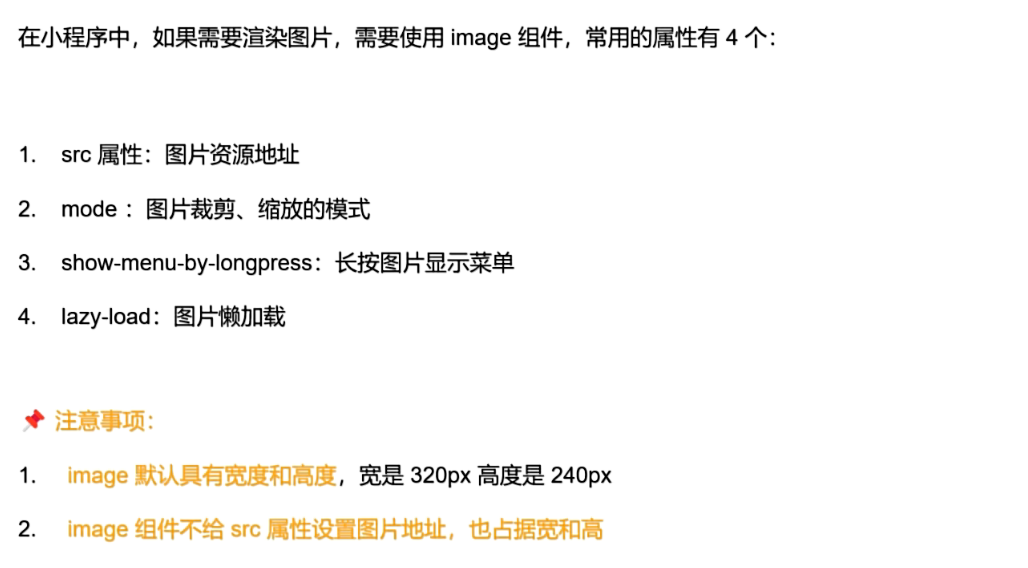 在小程序中，如果需要渲染图片，需要使用 image 组件，常用的属性有 4 个：
1. src 属性：图片资源地址
2. mode ：图片裁剪、缩放的模式
3. show-menu-by-longpress：长按图片显示菜单
4. lazy-load：图片懒加载
📌 注意事项：
1. image 默认具有宽度和高度，宽是 320px 高度是 240px
2. image 组件不给 src 属性设置图片地址，也占据宽和高